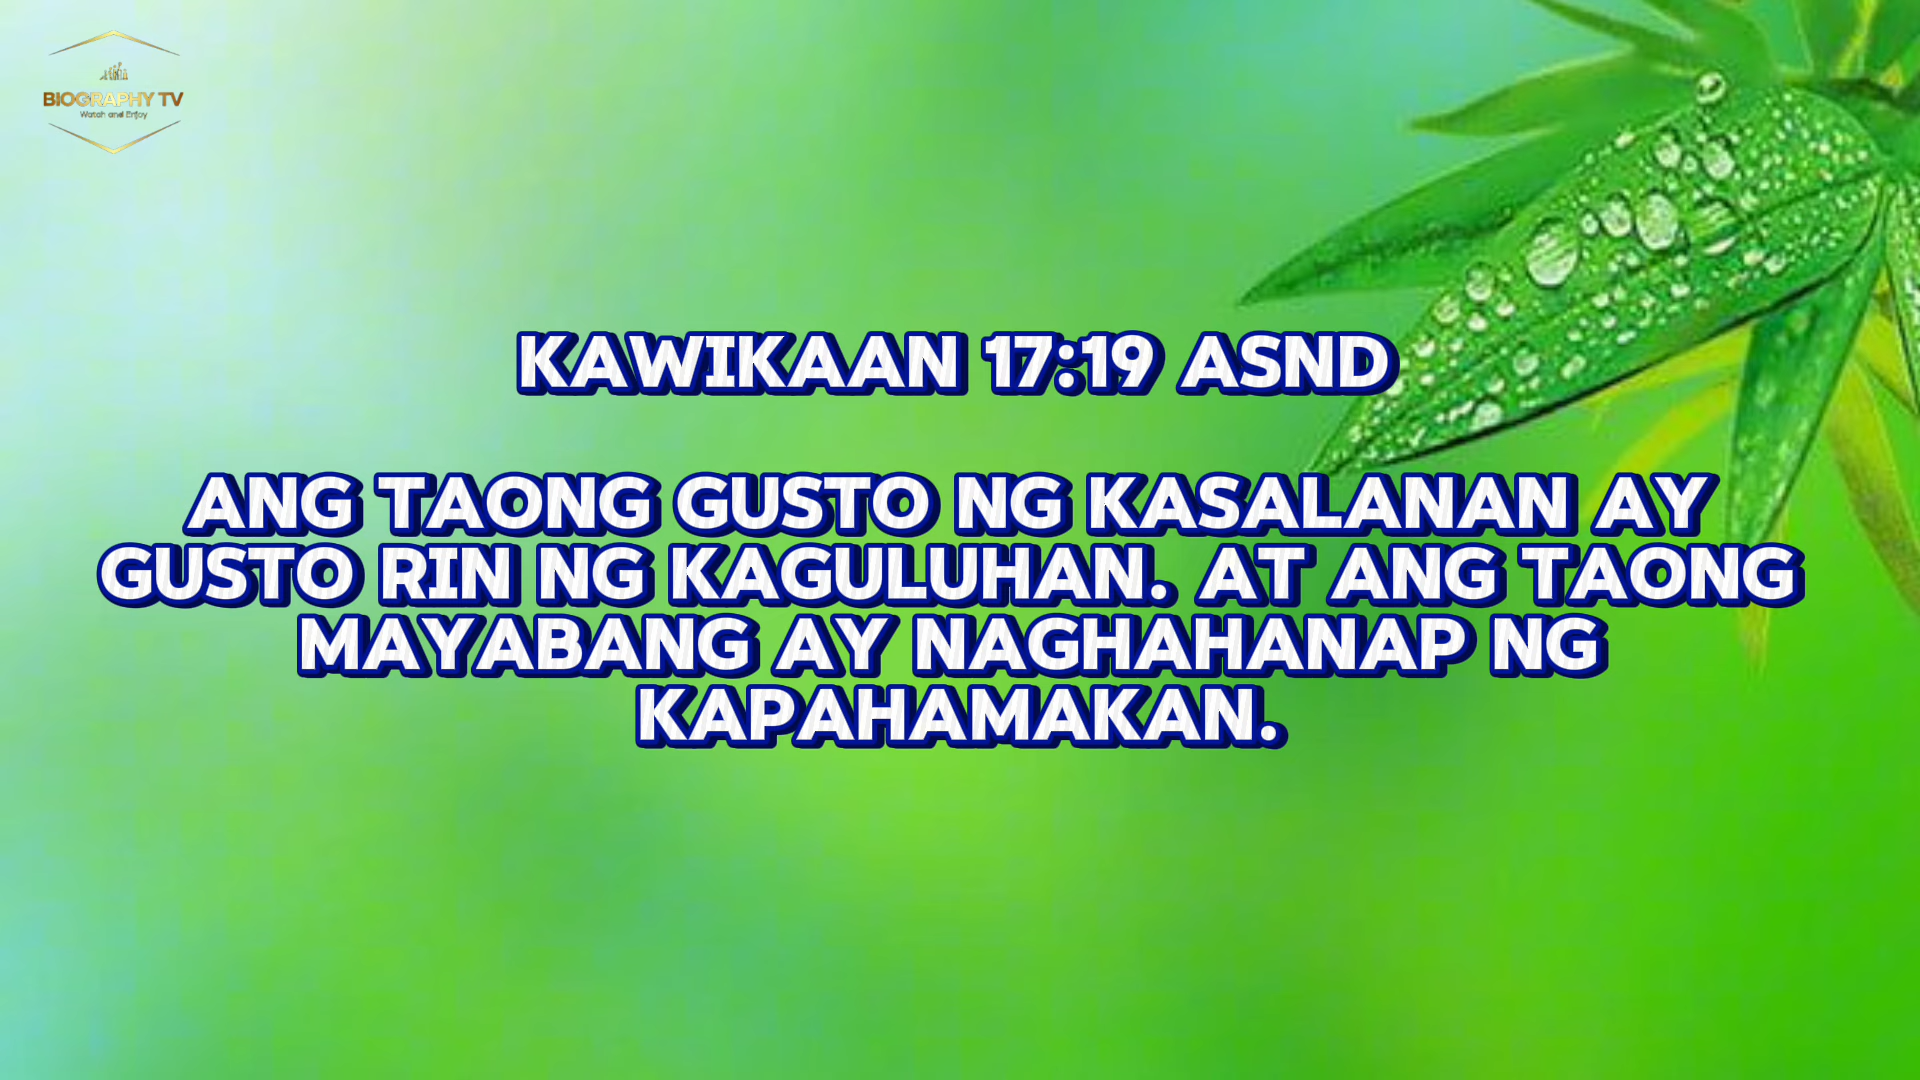 BIOGRAPHY TV
Watch and Enjoy
KAWIKAAN 17:19 ASND
ANG TAONG GUSTO NG KASALANAN AY
GUSTO RIN NG KAGULUHAN. AT ANG TAONG
MAYABANG AY NAGHAHANAP NG
KAPAHAMAKAN.